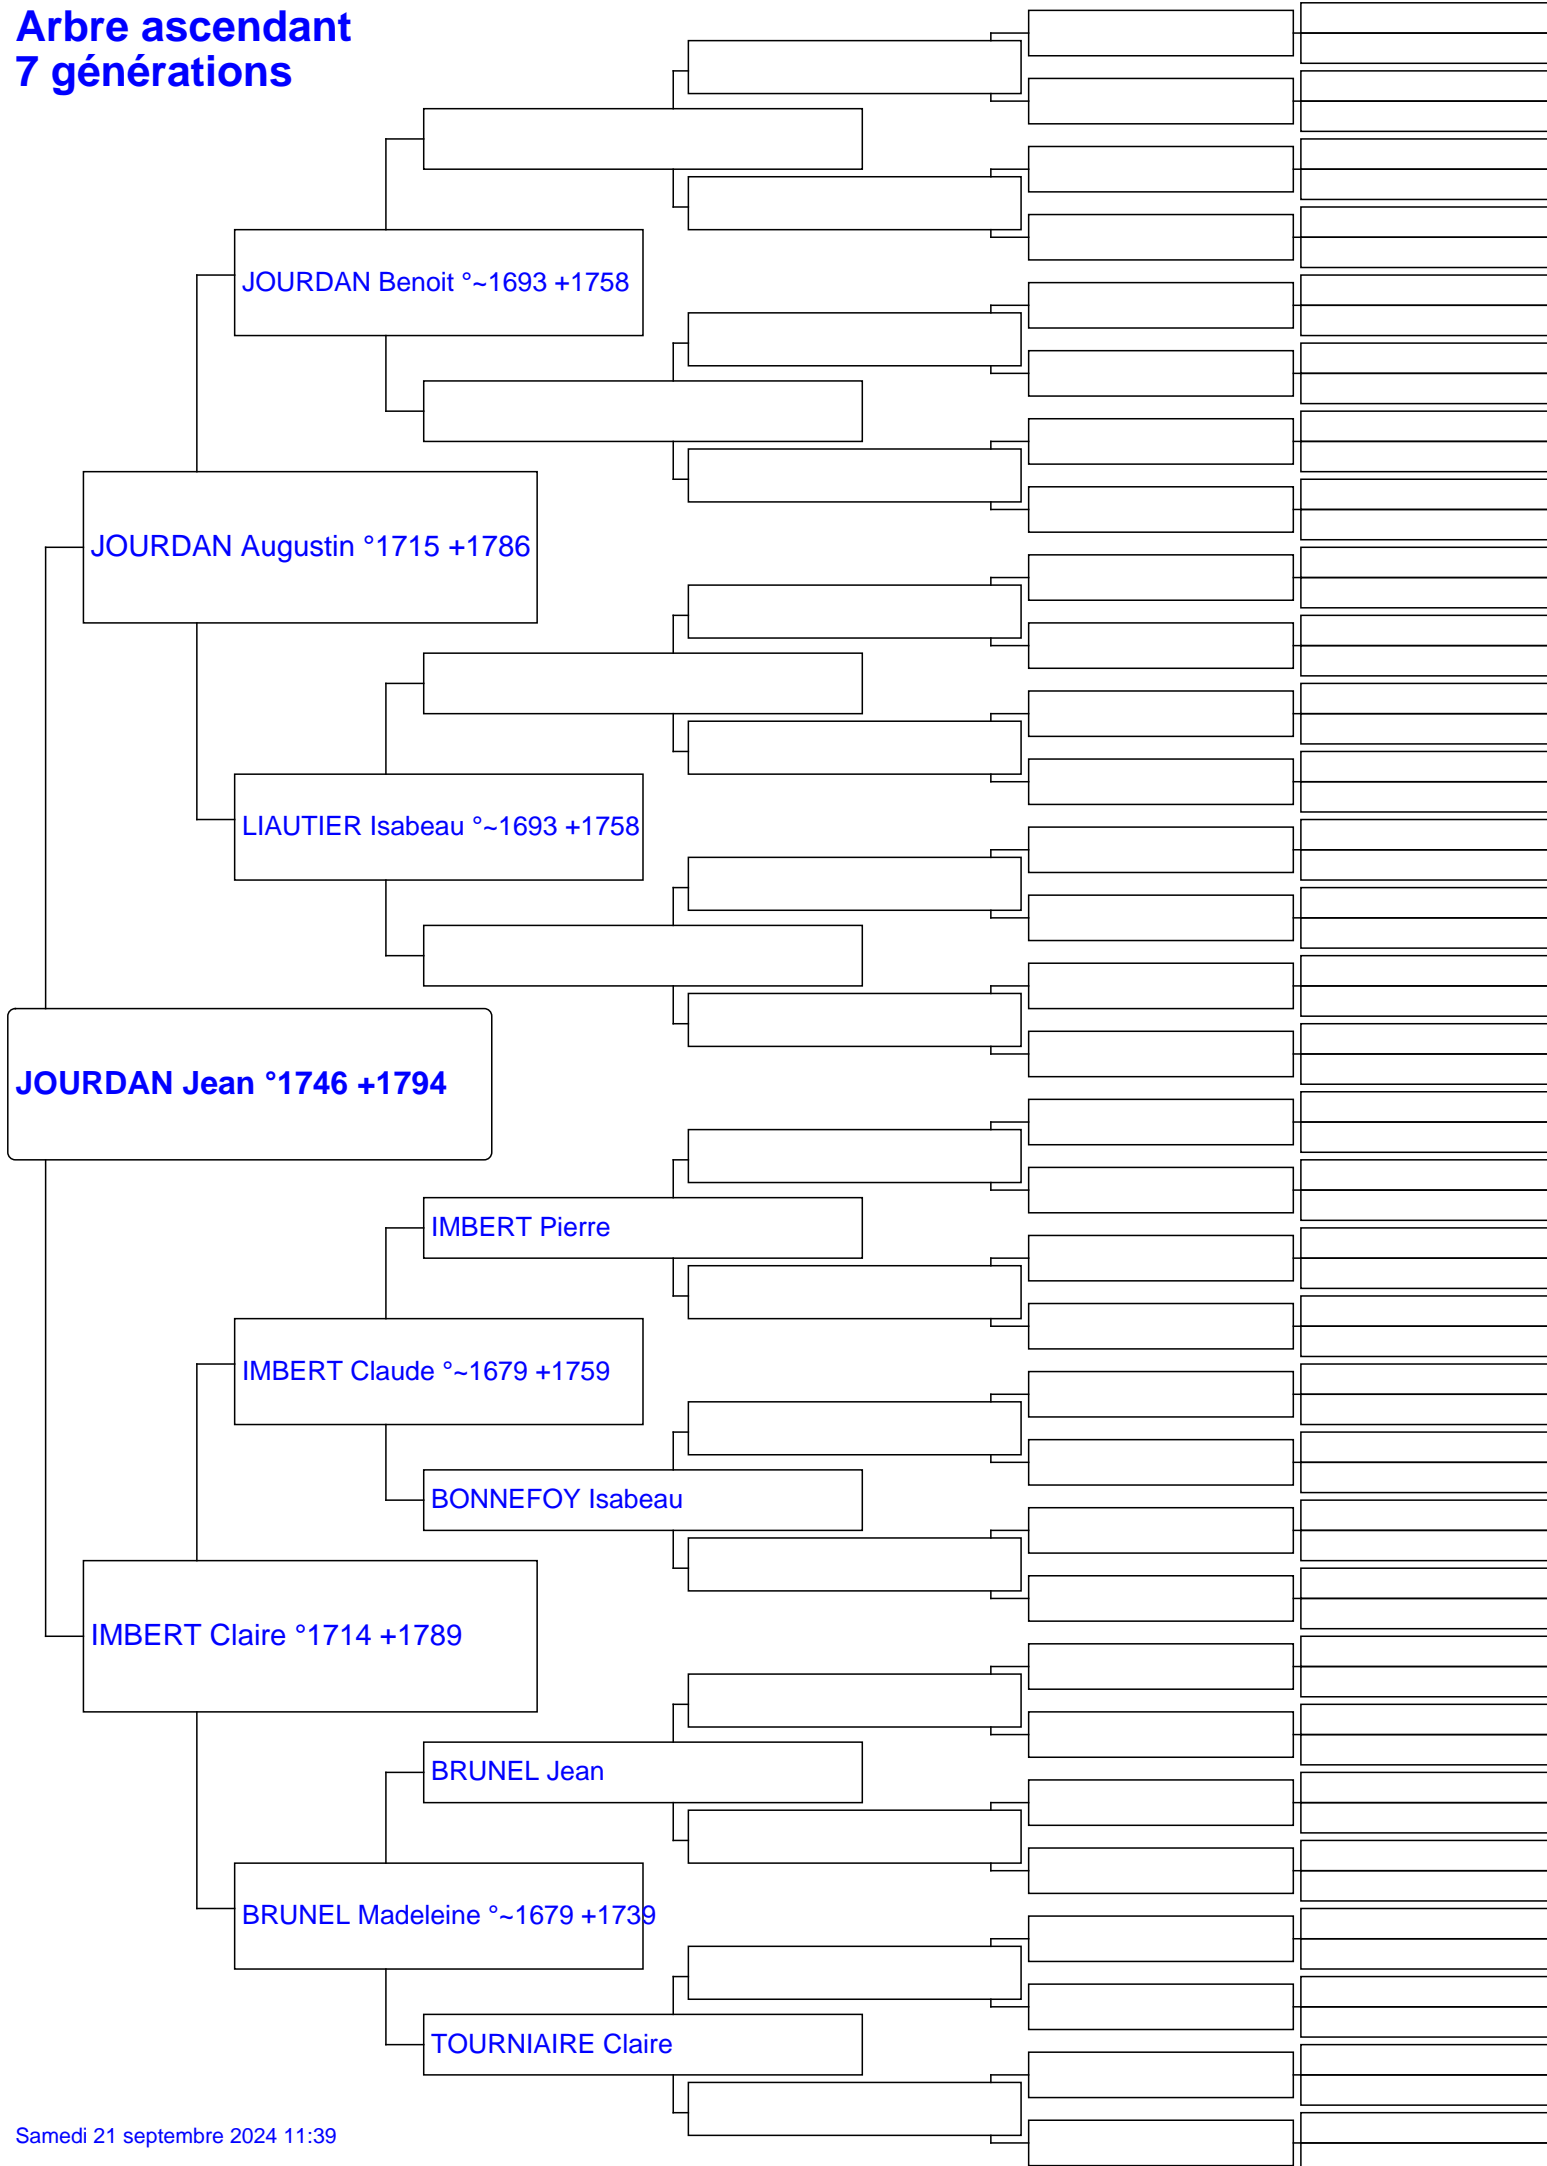 Arbre ascendant
7 générations
JOURDAN Benoit °~1693 +1758
JOURDAN Augustin °1715 +1786
LIAUTIER Isabeau °~1693 +1758
JOURDAN Jean °1746 +1794
IMBERT Pierre
IMBERT Claude °~1679 +1759
BONNEFOY Isabeau
IMBERT Claire °1714 +1789
BRUNEL Jean
BRUNEL Madeleine °~1679 +1739
TOURNIAIRE Claire
Samedi 21 septembre 2024 11:39